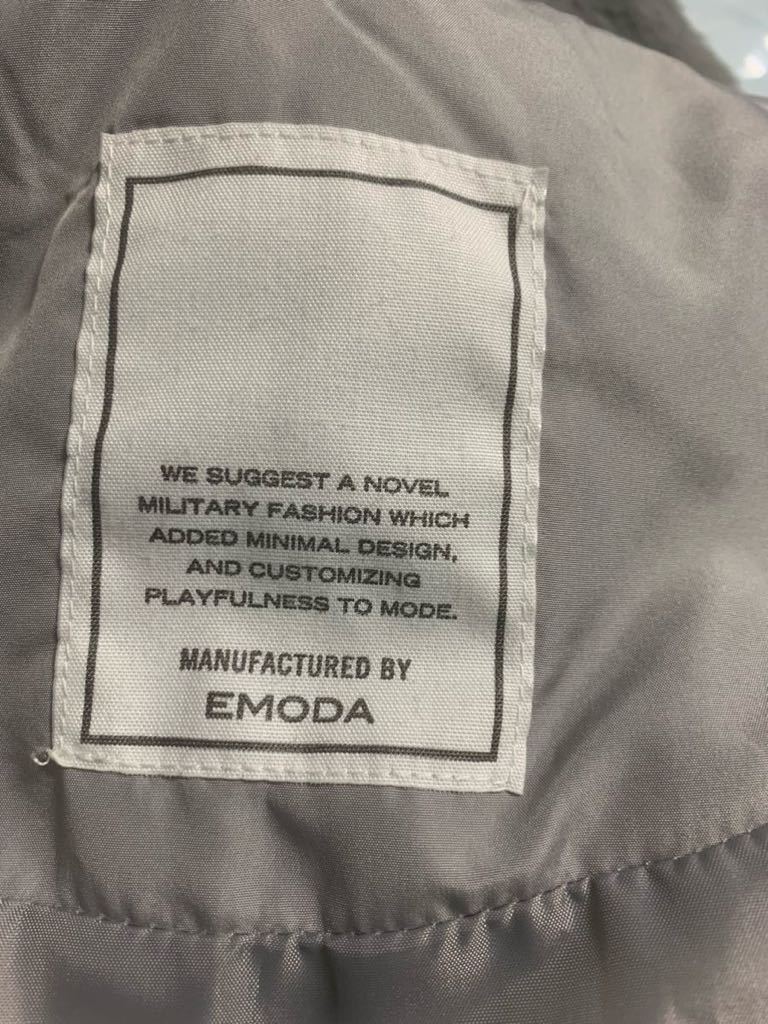 WE SUGGEST A NOVEL
MILITARY FASHION WHICH
ADDED MINIMAL DESIGN,
AND CUSTOMIZING
PLAYFULNESS TO MODE.
MANUFACTURED BY
EMODA